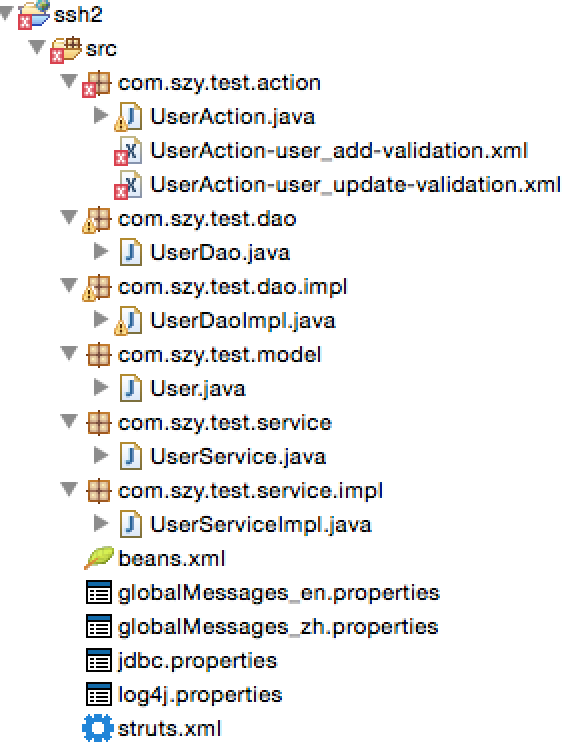 ssh2
src
com.szy.test.action
UserAction.java
UserAction-user_add-validation.xml
UserAction-user_update-validation.xml
com.szy.test.dao
UserDao.java
com.szy.test.dao.impl
UserDaoImpl.java
com.szy.test.model
User.java
com.szy.test.service
UserService.java
com.szy.test.service.impl
UserServiceImpl.java
beans.xml
globalMessages_en.properties
globalMessages_zh.properties
jdbc.properties
log4j.properties
struts.xml